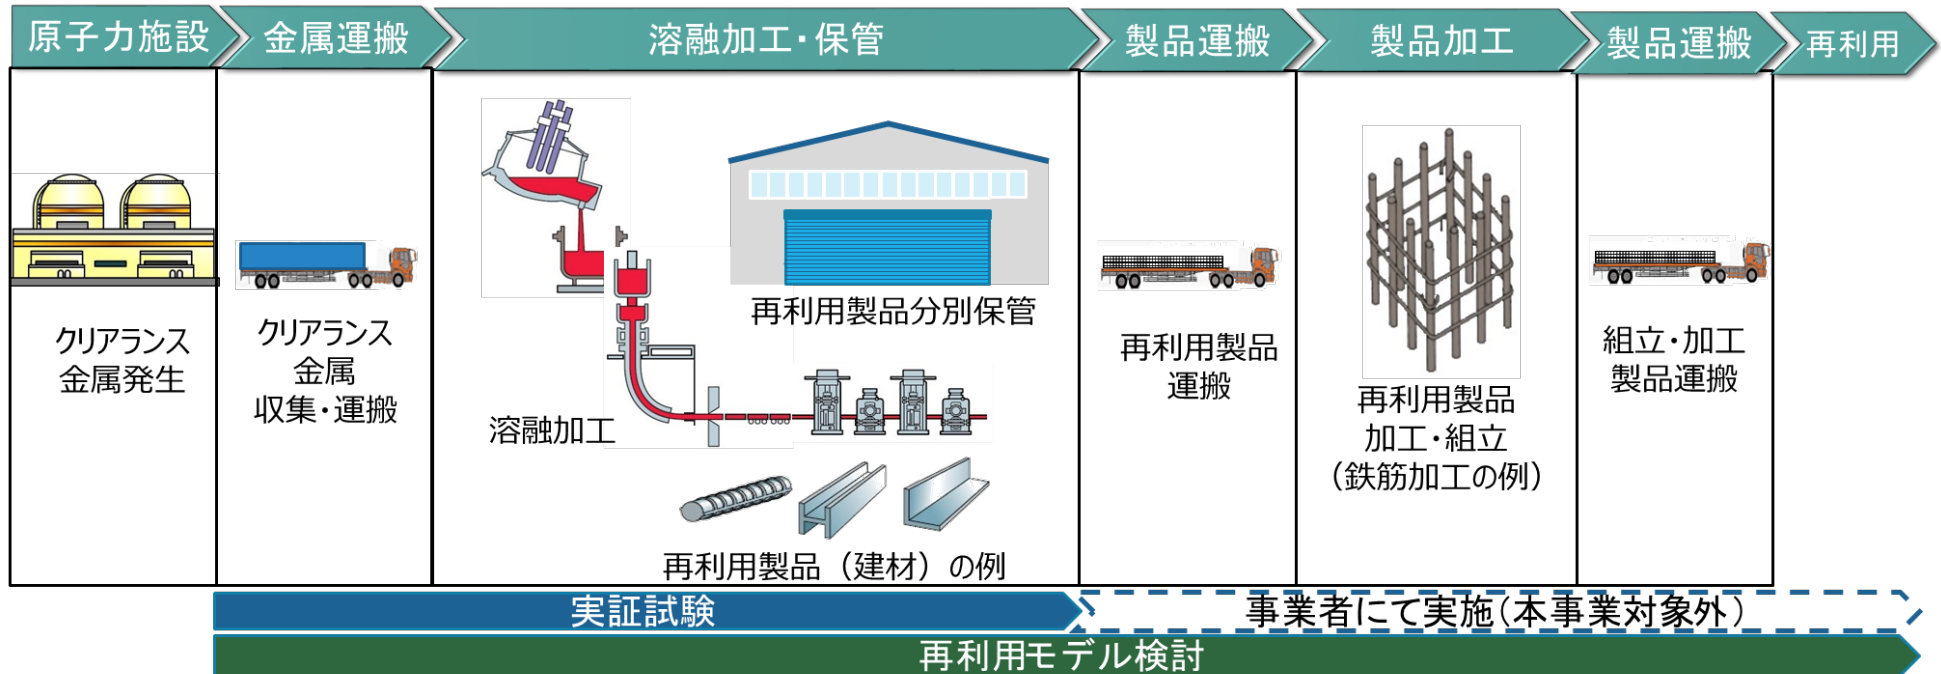 原子力施設
金属運搬
溶融加工・保管
製品運搬
製品加工
製品運搬
再利用
クリアランス
金属発生
クリアランス
金属
収集・運搬
溶融加工
再利用製品分別保管
再利用製品（建材）の例
再利用製品
運搬
再利用製品
加工・組立
（鉄筋加工の例）
組立・加工
製品運搬
実証試験
事業者にて実施（本事業対象外）
再利用モデル検討